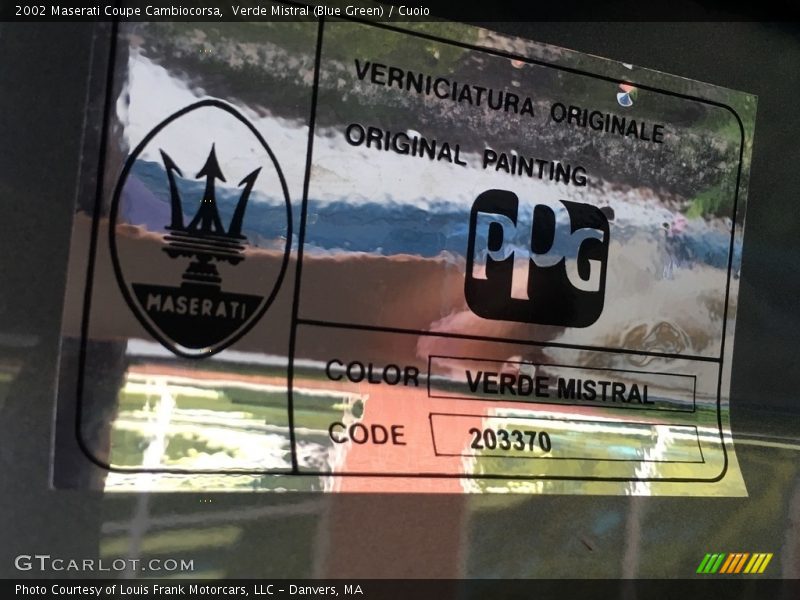 2002 Maserati Coupe Cambiocorsa, Verde Mistral (Blue Green) / Cuoio
VERNICIATURA ORIGINALE
ORIGINAL PAINTING
PPG
MASERATI
COLOR VERDE MISTRAL
CODE 203370
GTCARLOT.COM
Photo Courtesy of Louis Frank Motorcars, LLC – Danvers, MA